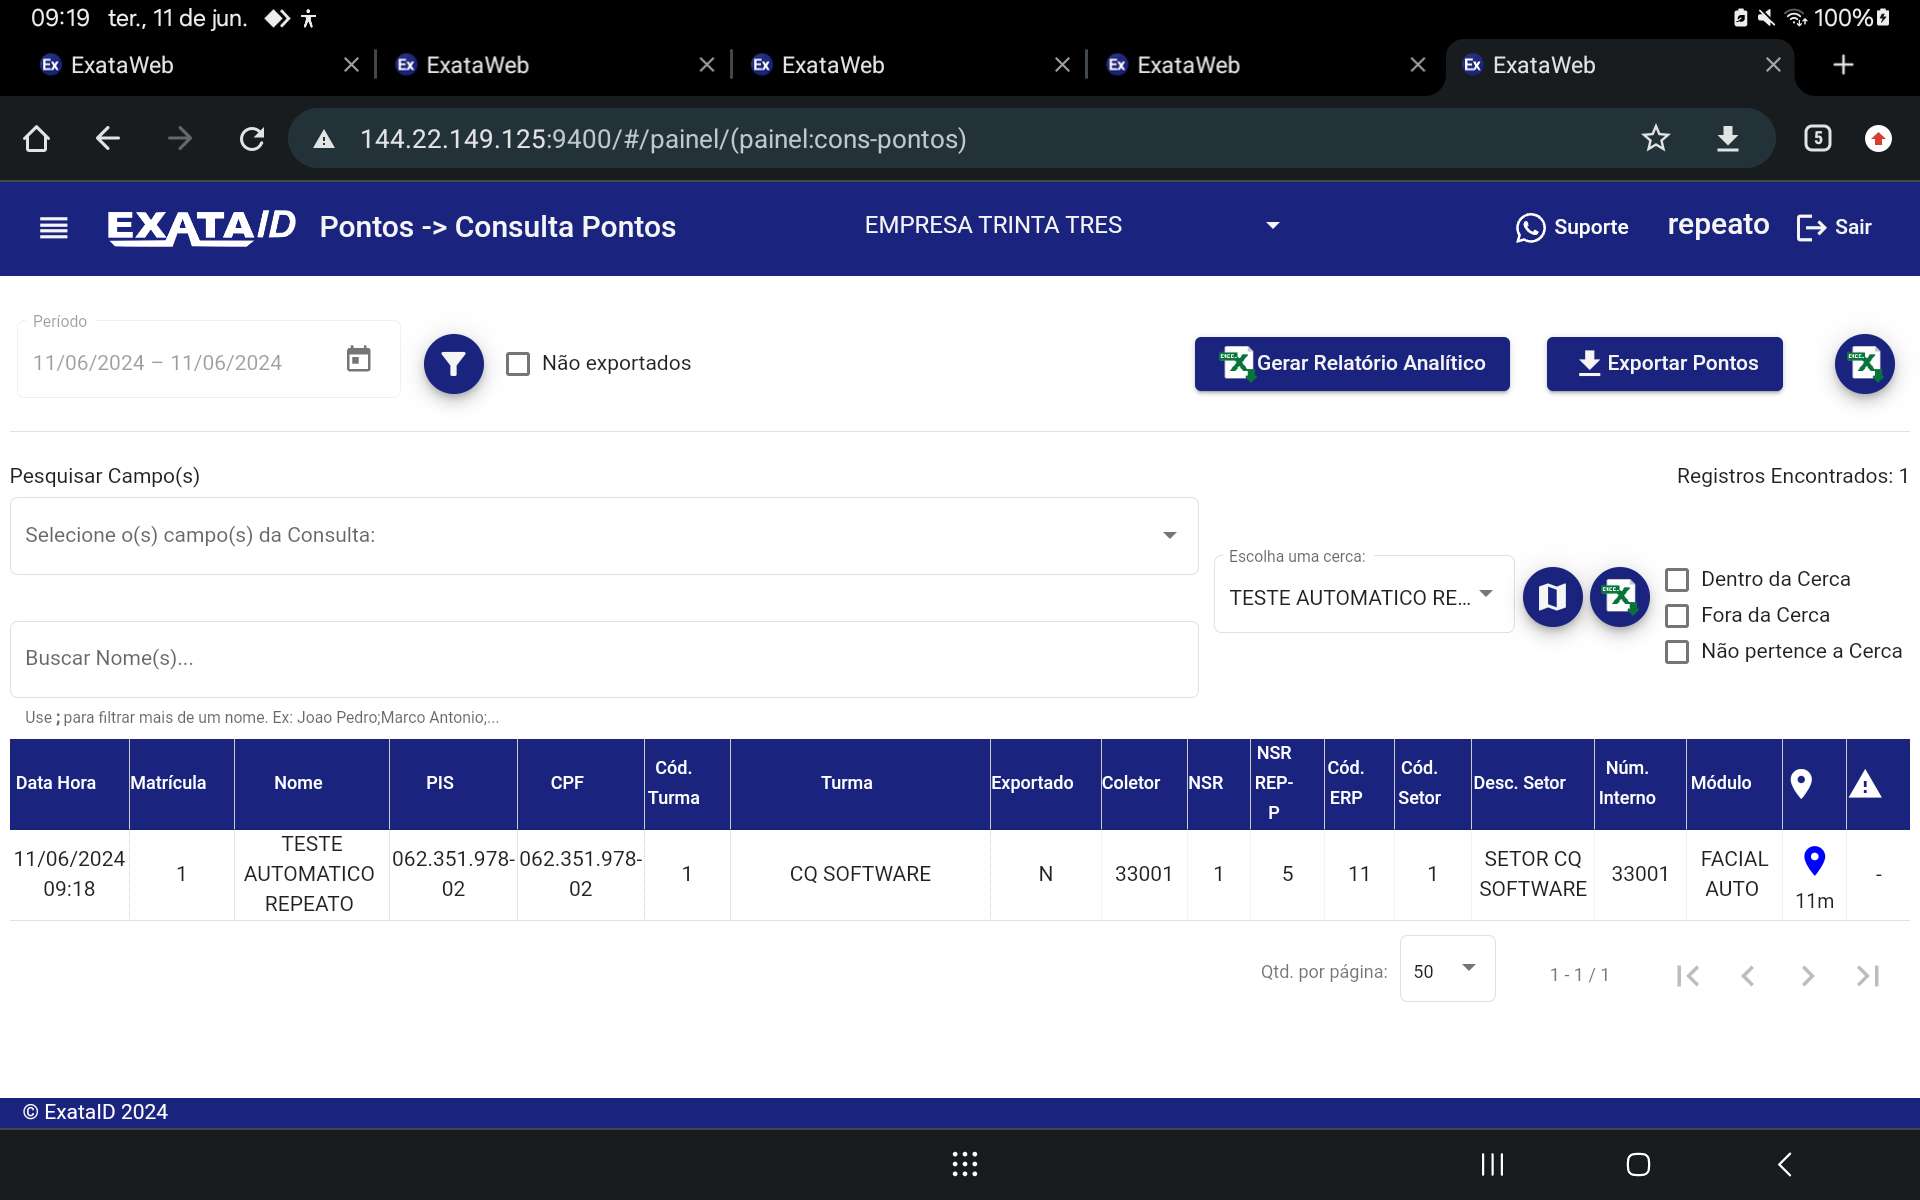 09:19 ter., 11 de jun. 100%
Ex ExataWeb Ex ExataWeb Ex ExataWeb Ex ExataWeb Ex ExataWeb
144.22.149.125:9400/#/painel/(painel:cons-pontos) 5
EXATAID Pontos -> Consulta Pontos EMPRESA TRINTA TRES Suporte repeato Sair
Período
11/06/2024 – 11/06/2024 Não exportados Gerar Relatório Analítico Exportar Pontos
Pesquisar Campo(s) Registros Encontrados: 1
Selecione o(s) campo(s) da Consulta:
Escolha uma cerca:
TESTE AUTOMATICO RE...
Dentro da Cerca
Fora da Cerca
Não pertence a Cerca
Buscar Nome(s)...
Use ; para filtrar mais de um nome. Ex: Joao Pedro;Marco Antonio;...
Data Hora Matrícula Nome PIS CPF Cód. Turma Turma Exportado Coletor NSR NSR REP-P Cód. ERP Cód. Setor Desc. Setor Núm. Interno Módulo
11/06/2024 09:18 1 TESTE AUTOMATICO REPEATO 062.351.978-02 062.351.978-02 1 CQ SOFTWARE N 33001 1 5 11 1 SETOR CQ SOFTWARE 33001 FACIAL AUTO 11m -
Qtd. por página: 50 1 - 1 / 1
© ExataID 2024